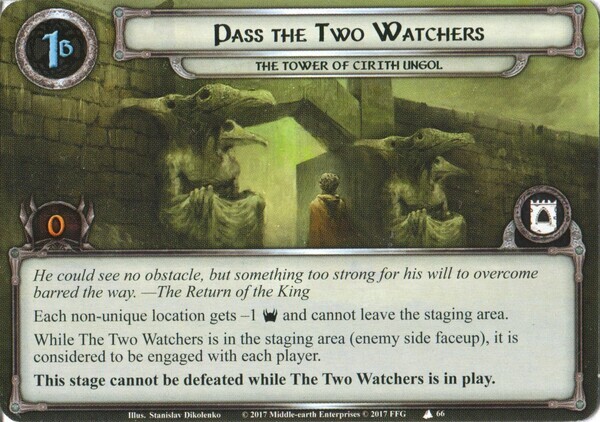 1B
PASS THE TWO WATCHERS
THE TOWER OF CIRITH UNGOL
0
He could see no obstacle, but something too strong for his will to overcome
barred the way. —The Return of the King
Each non-unique location gets –1 and cannot leave the staging area.
While The Two Watchers is in the staging area (enemy side faceup), it is
considered to be engaged with each player.
This stage cannot be defeated while The Two Watchers is in play.
Illus. Stanislav Dikolenko © 2017 Middle-earth Enterprises © 2017 FFG 66